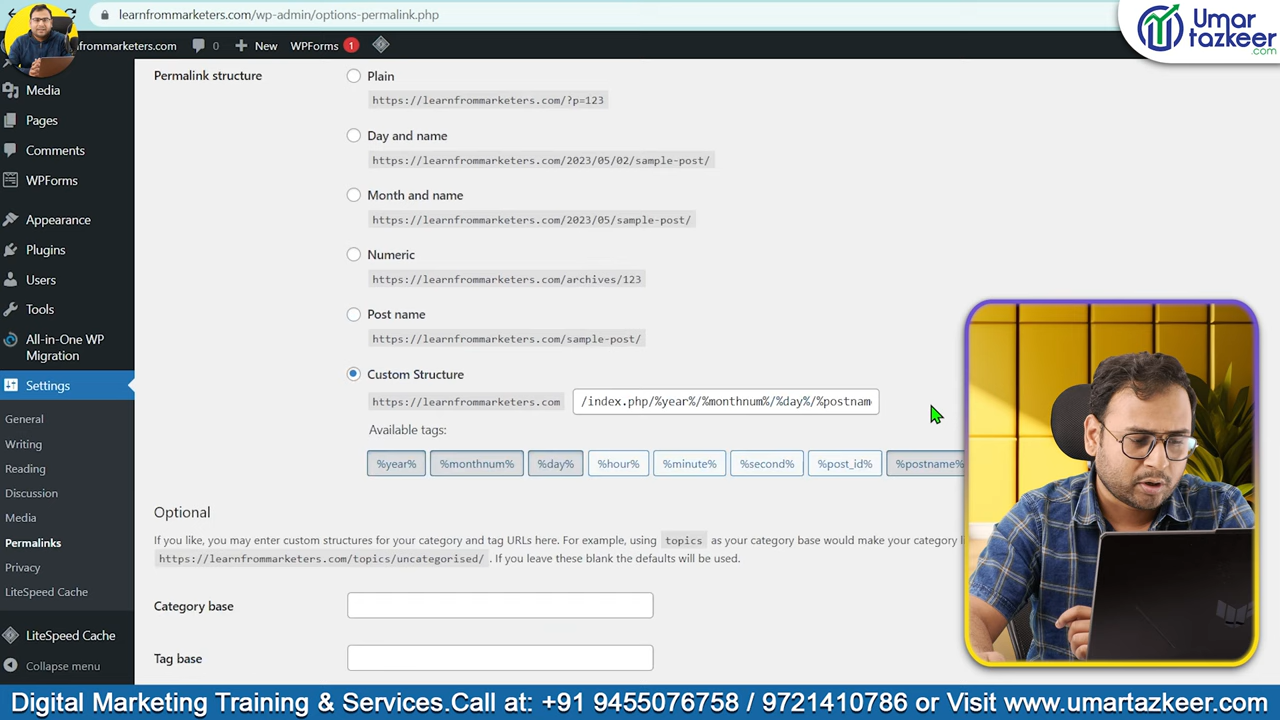 learnfrommarketers.com/wp-admin/options-permalink.php
Umar
tazkeer
.com
frommarketers.com 0 New WPForms 1
Permalink structure
Plain
https://learnfrommarketers.com/?p=123
Day and name
https://learnfrommarketers.com/2023/05/02/sample-post/
Month and name
https://learnfrommarketers.com/2023/05/sample-post/
Numeric
https://learnfrommarketers.com/archives/123
Post name
https://learnfrommarketers.com/sample-post/
Custom Structure
https://learnfrommarketers.com /index.php/%year%/%monthnum%/%day%/%postnam
Available tags:
%year% %monthnum% %day% %hour% %minute% %second% %post_id% %postname%
Optional
If you like, you may enter custom structures for your category and tag URLs here. For example, using topics as your category base would make your category l
https://learnfrommarketers.com/topics/uncategorised/ . If you leave these blank the defaults will be used.
Category base
Tag base
Media
Pages
Comments
WPForms
Appearance
Plugins
Users
Tools
All-in-One WP
Migration
Settings
General
Writing
Reading
Discussion
Media
Permalinks
Privacy
LiteSpeed Cache
LiteSpeed Cache
Collapse menu
Digital Marketing Training & Services.Call at: +91 9455076758 / 9721410786 or Visit www.umartazkeer.com